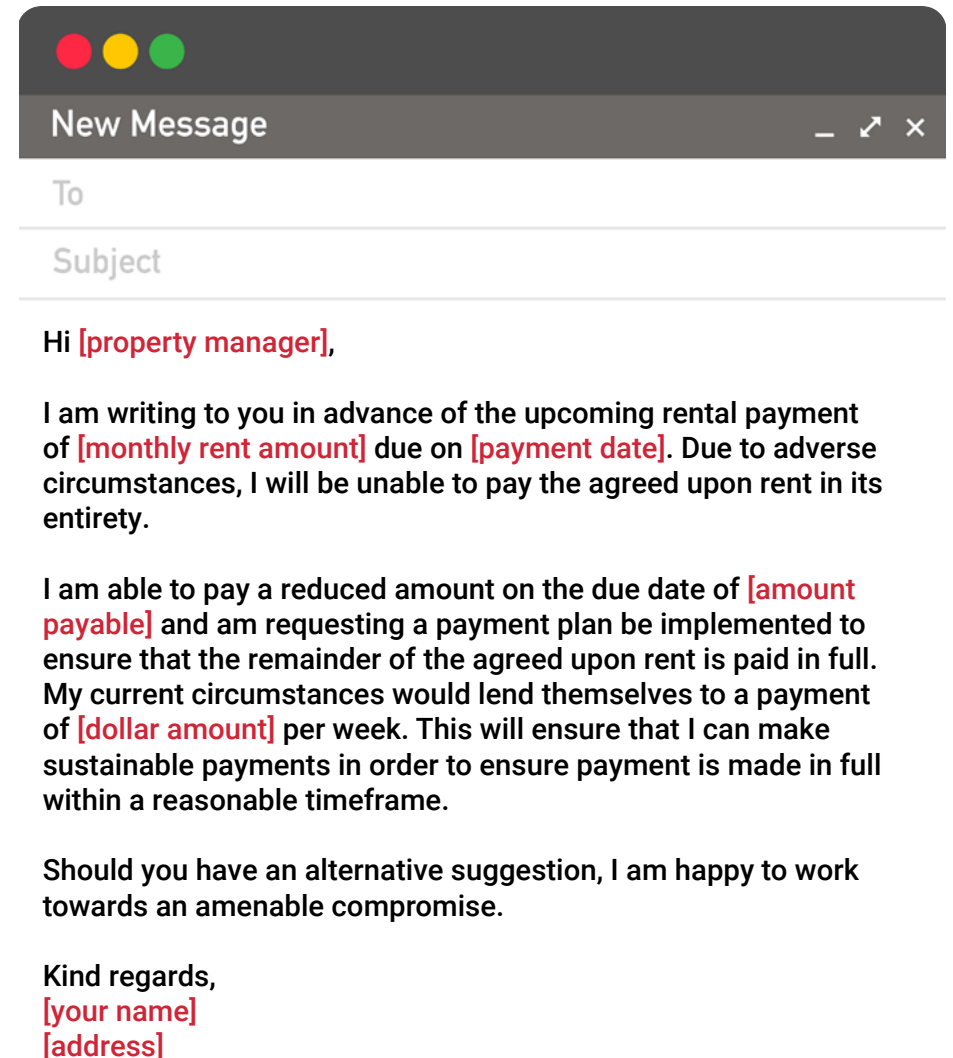 New Message
To
Subject
Hi [property manager],
I am writing to you in advance of the upcoming rental payment
of [monthly rent amount] due on [payment date]. Due to adverse
circumstances, I will be unable to pay the agreed upon rent in its
entirety.
I am able to pay a reduced amount on the due date of [amount
payable] and am requesting a payment plan be implemented to
ensure that the remainder of the agreed upon rent is paid in full.
My current circumstances would lend themselves to a payment
of [dollar amount] per week. This will ensure that I can make
sustainable payments in order to ensure payment is made in full
within a reasonable timeframe.
Should you have an alternative suggestion, I am happy to work
towards an amenable compromise.
Kind regards,
[your name]
[address]